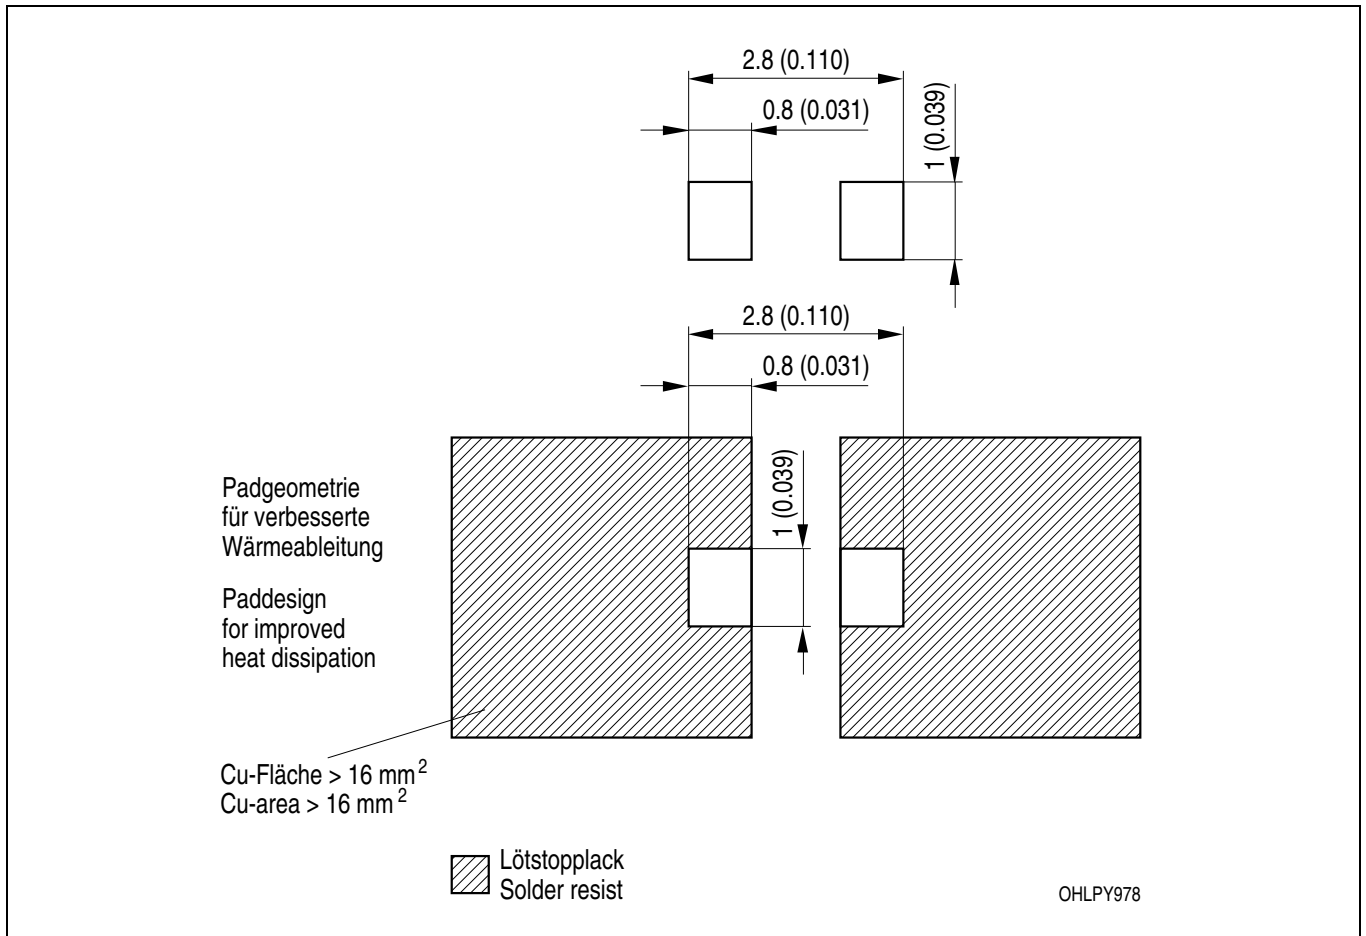 2.8 (0.110)
0.8 (0.031)
1 (0.039)
2.8 (0.110)
0.8 (0.031)
1 (0.039)
Padgeometrie
für verbesserte
Wärmeableitung
Paddesign
for improved
heat dissipation
Cu-Fläche > 16 mm²
Cu-area > 16 mm²
Lötstopplack
Solder resist
OHLPY978